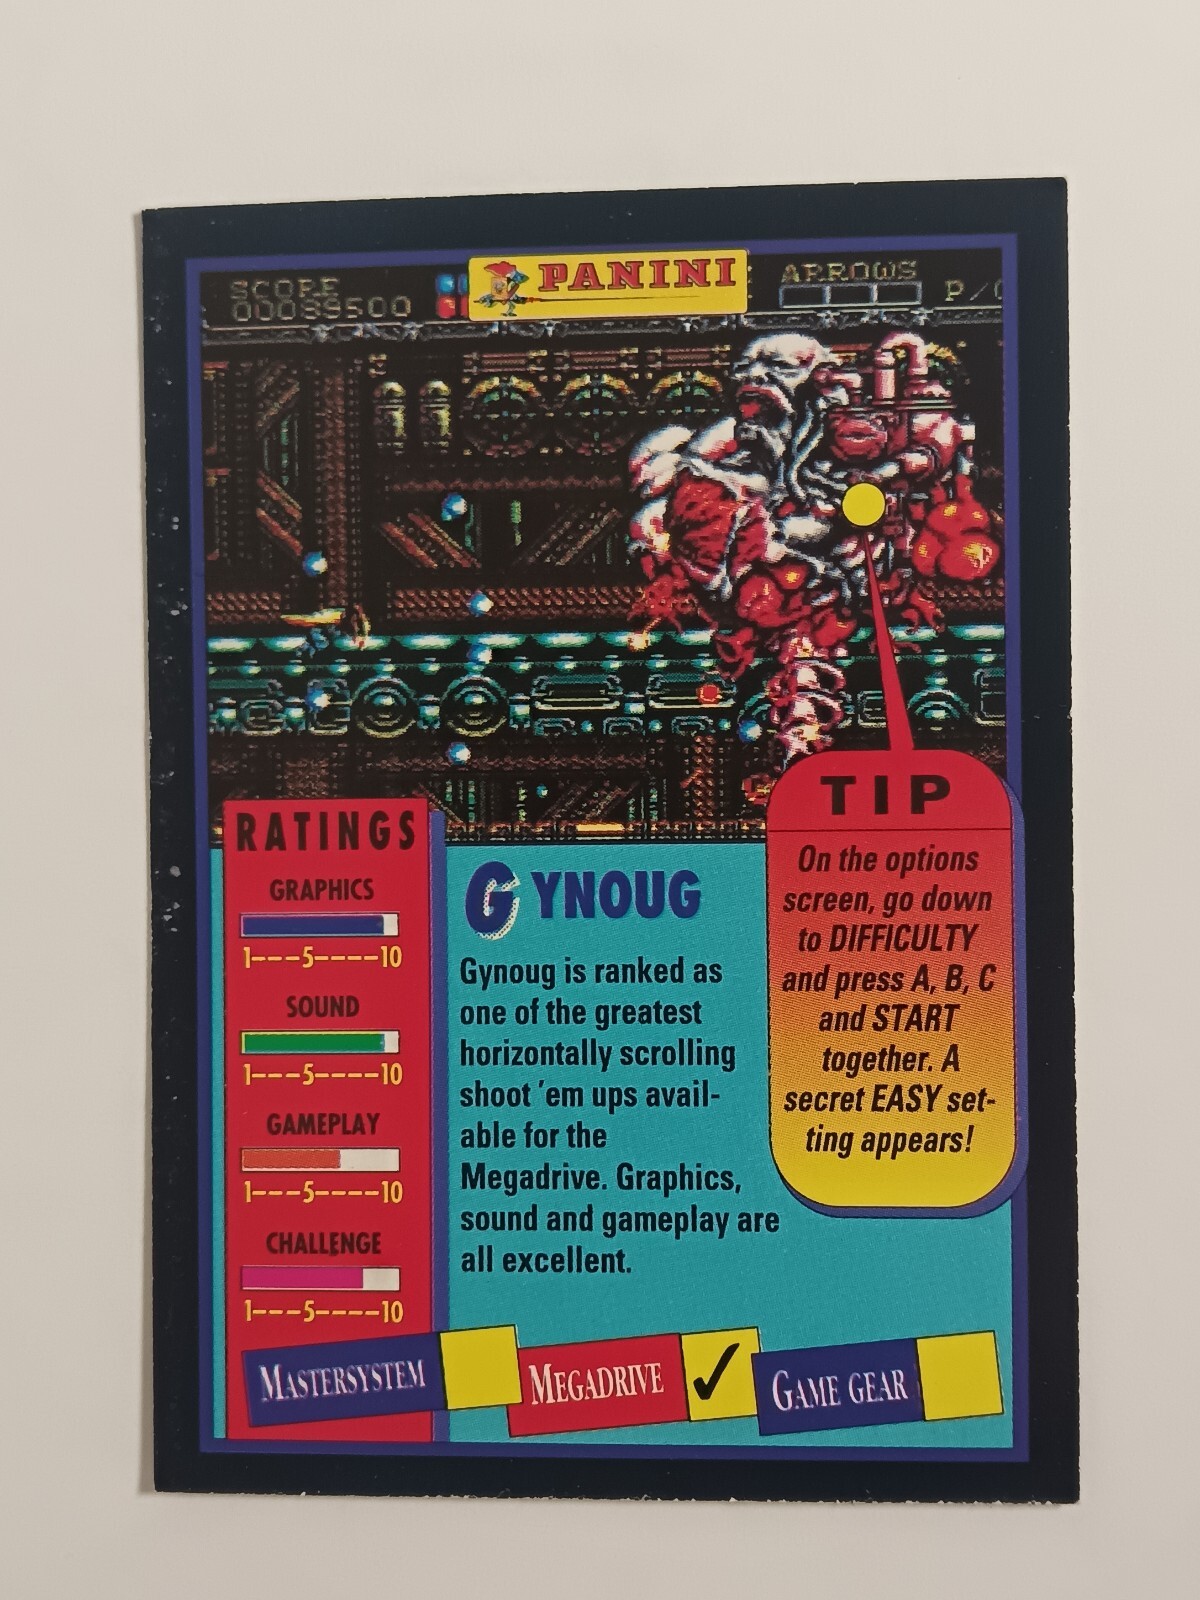 SCORE
00039500
PANINI
ARROWS
P/
TIP
On the options
screen, go down
to DIFFICULTY
and press A, B, C
and START
together. A
secret EASY set-
ting appears!
RATINGS
GRAPHICS
1---5----10
SOUND
1---5----10
GAMEPLAY
1---5----10
CHALLENGE
1---5----10
GYNOUG
Gynoug is ranked as
one of the greatest
horizontally scrolling
shoot 'em ups avail-
able for the
Megadrive. Graphics,
sound and gameplay are
all excellent.
MASTERSYSTEM
MEGADRIVE ✓
GAME GEAR